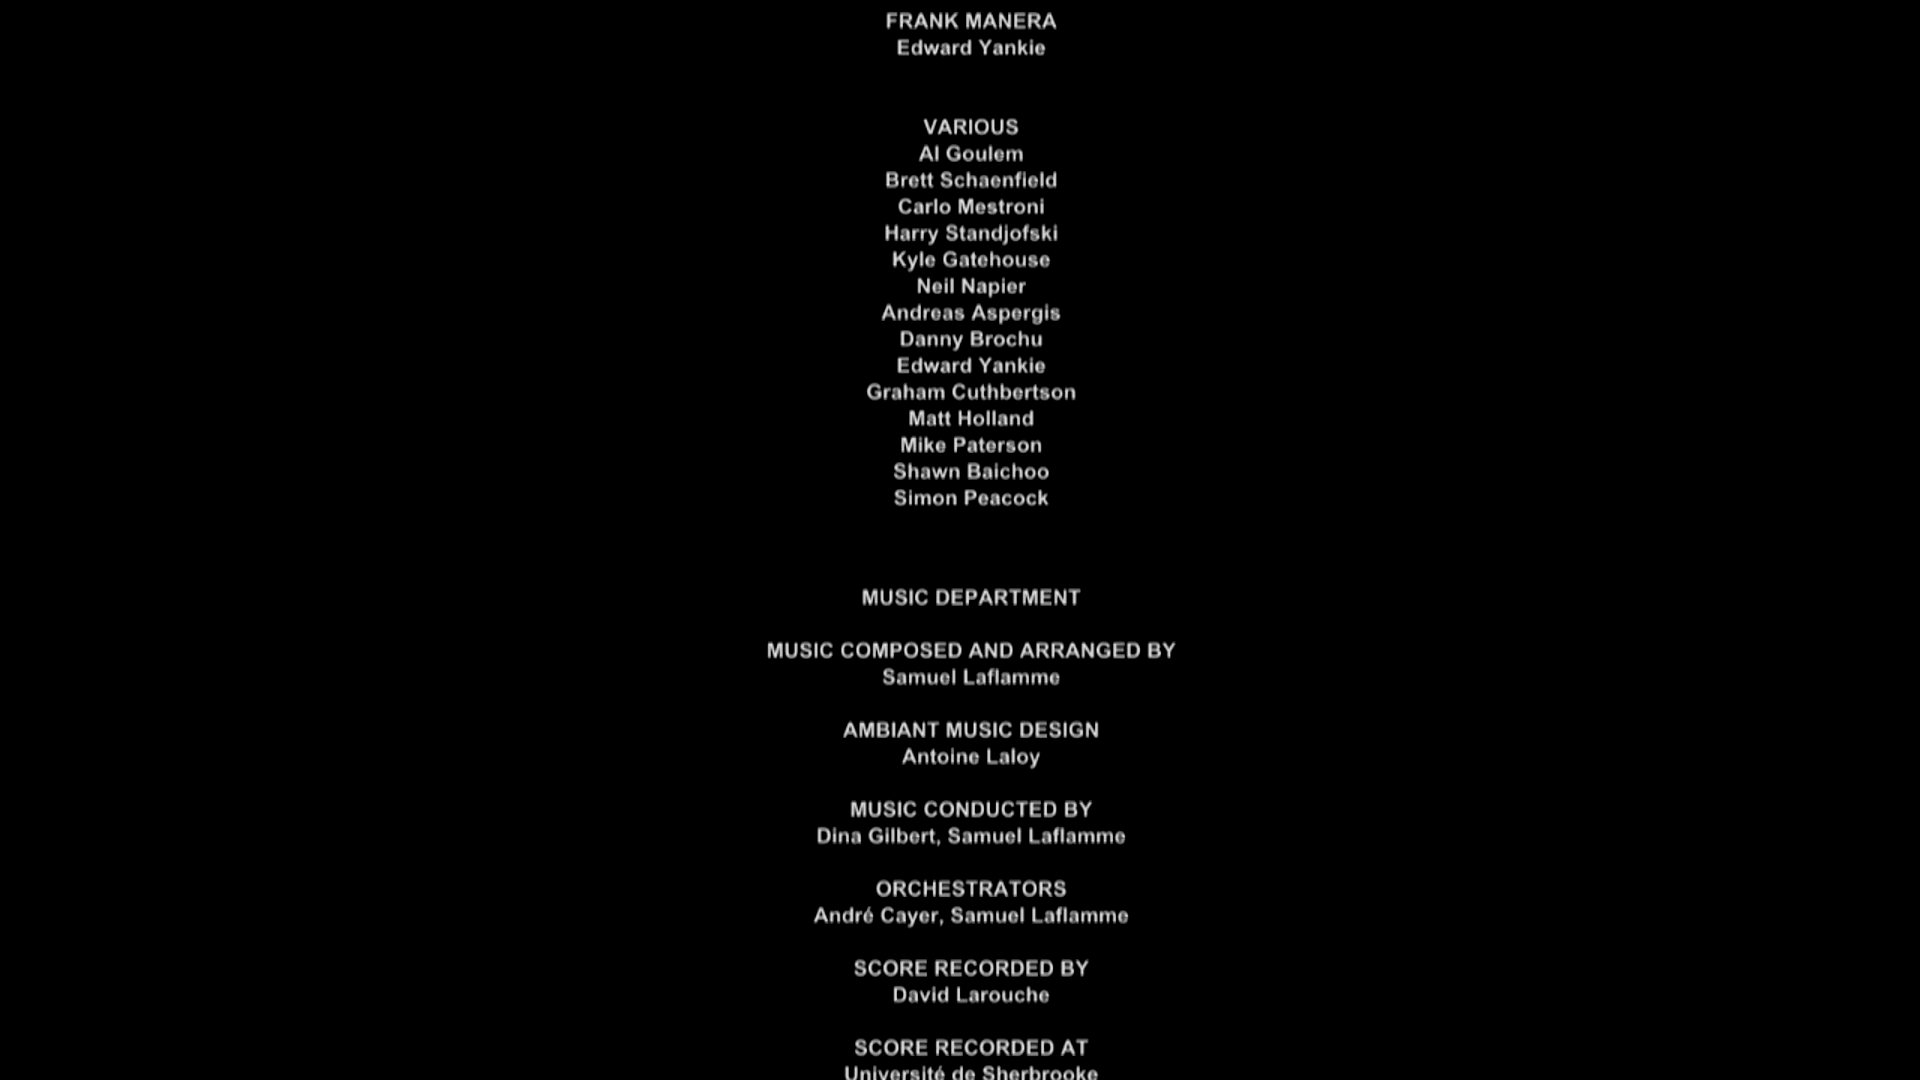 FRANK MANERA
Edward Yankie
VARIOUS
Al Goulem
Brett Schaenfield
Carlo Mestroni
Harry Standjofski
Kyle Gatehouse
Neil Napier
Andreas Aspergis
Danny Brochu
Edward Yankie
Graham Cuthbertson
Matt Holland
Mike Paterson
Shawn Baichoo
Simon Peacock
MUSIC DEPARTMENT
MUSIC COMPOSED AND ARRANGED BY
Samuel Laflamme
AMBIANT MUSIC DESIGN
Antoine Laloy
MUSIC CONDUCTED BY
Dina Gilbert, Samuel Laflamme
ORCHESTRATORS
André Cayer, Samuel Laflamme
SCORE RECORDED BY
David Larouche
SCORE RECORDED AT
Université de Sherbrooke